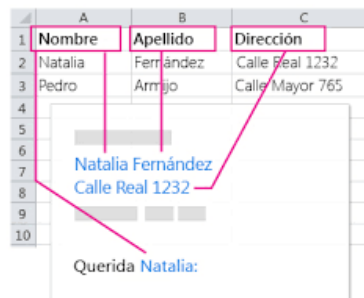 A B C
1 Nombre Apellido Dirección
2 Natalia Fernández Calle Real 1232
3 Pedro Armijo Calle Mayor 765
4
5
6
7
8
9
10
Natalia Fernández
Calle Real 1232
Querida Natalia: